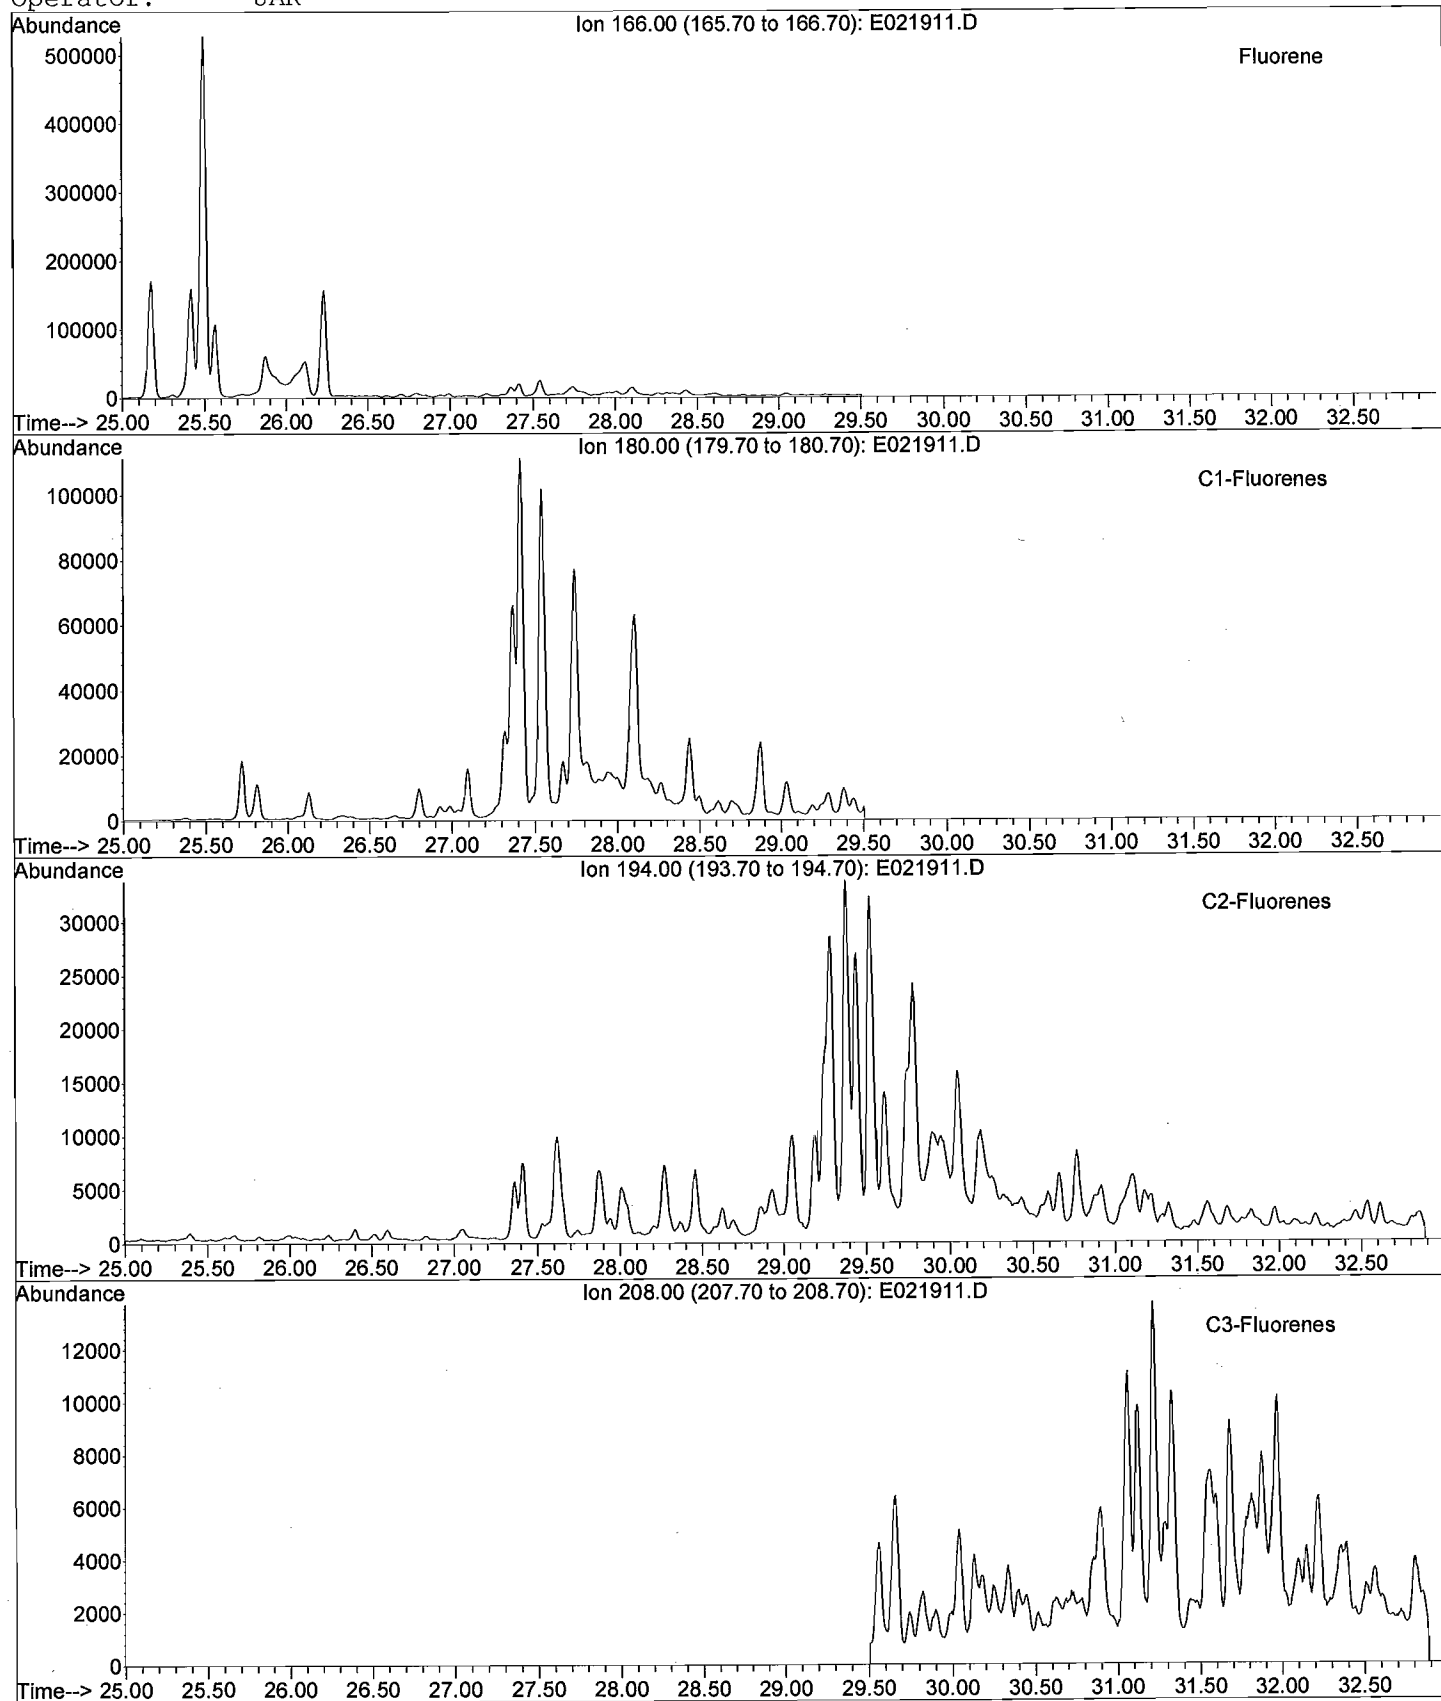 Operator: SAR
Abundance
Ion 166.00 (165.70 to 166.70): E021911.D
Fluorene
500000
400000
300000
200000
100000
0
Time--> 25.00 25.50 26.00 26.50 27.00 27.50 28.00 28.50 29.00 29.50 30.00 30.50 31.00 31.50 32.00 32.50
Abundance
Ion 180.00 (179.70 to 180.70): E021911.D
C1-Fluorenes
100000
80000
60000
40000
20000
0
Time--> 25.00 25.50 26.00 26.50 27.00 27.50 28.00 28.50 29.00 29.50 30.00 30.50 31.00 31.50 32.00 32.50
Abundance
Ion 194.00 (193.70 to 194.70): E021911.D
C2-Fluorenes
30000
25000
20000
15000
10000
5000
0
Time--> 25.00 25.50 26.00 26.50 27.00 27.50 28.00 28.50 29.00 29.50 30.00 30.50 31.00 31.50 32.00 32.50
Abundance
Ion 208.00 (207.70 to 208.70): E021911.D
C3-Fluorenes
12000
10000
8000
6000
4000
2000
0
Time--> 25.00 25.50 26.00 26.50 27.00 27.50 28.00 28.50 29.00 29.50 30.00 30.50 31.00 31.50 32.00 32.50